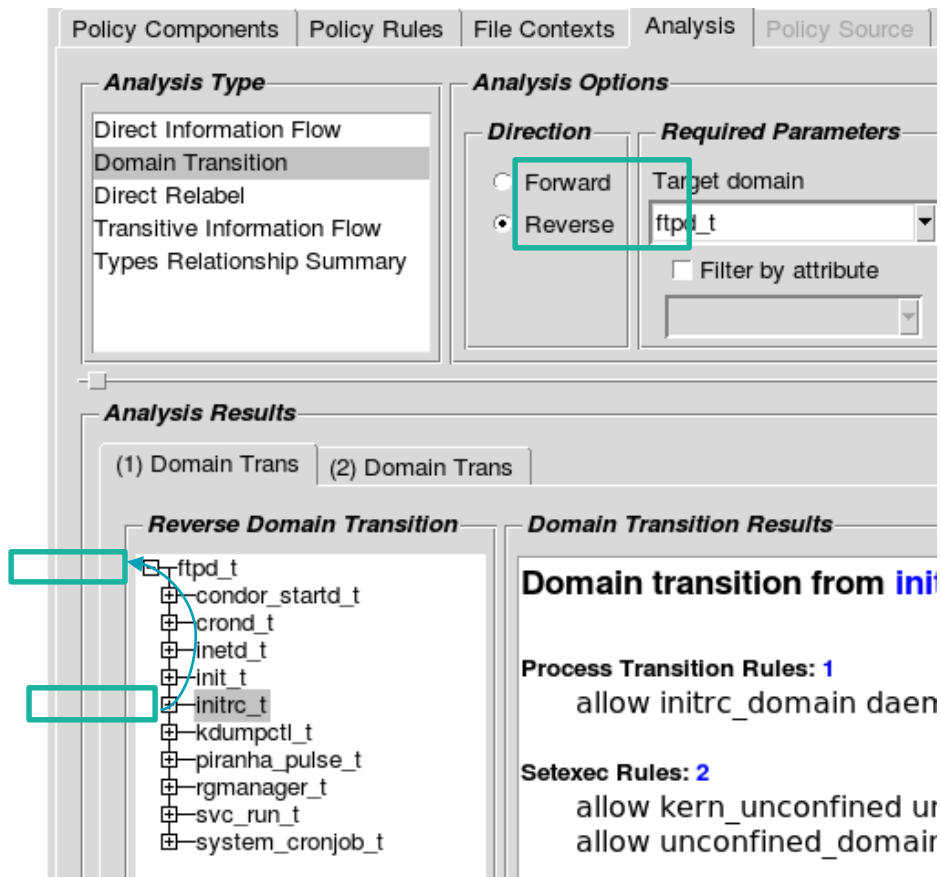 Policy Components Policy Rules File Contexts Analysis Policy Source
Analysis Type
Direct Information Flow
Domain Transition
Direct Relabel
Transitive Information Flow
Types Relationship Summary
Analysis Options
Direction
Forward
Reverse
Required Parameters
Target domain
ftpd_t
Filter by attribute
Analysis Results
(1) Domain Trans (2) Domain Trans
Reverse Domain Transition
ftpd_t
condor_startd_t
crond_t
inetd_t
init_t
initrc_t
kdumpctl_t
piranha_pulse_t
rgmanager_t
svc_run_t
system_cronjob_t
Domain Transition Results
Domain transition from
Process Transition Rules: 1
allow initrc_domain
Setexec Rules: 2
allow kern_unconfined
allow